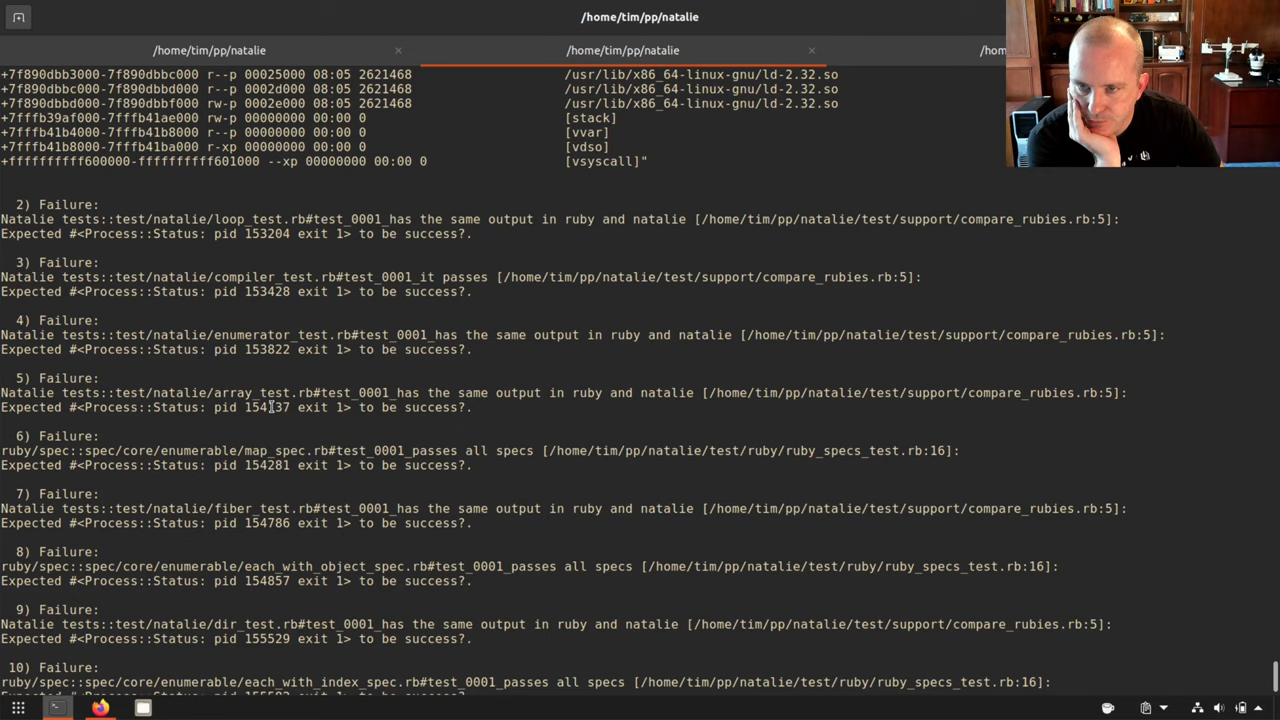 /home/tim/pp/natalie
/home/tim/pp/natalie
/home/tim/pp/natalie
/hom
+7f890dbb3000-7f890dbbc000 r--p 00025000 08:05 2621468 /usr/lib/x86_64-linux-gnu/ld-2.32.so
+7f890dbbc000-7f890dbbd000 r--p 0002d000 08:05 2621468 /usr/lib/x86_64-linux-gnu/ld-2.32.so
+7f890dbbd000-7f890dbbf000 rw-p 0002e000 08:05 2621468 /usr/lib/x86_64-linux-gnu/ld-2.32.so
+7fffb39af000-7fffb41ae000 rw-p 00000000 00:00 0 [stack]
+7fffb41b4000-7fffb41b8000 r--p 00000000 00:00 0 [vvar]
+7fffb41b8000-7fffb41ba000 r-xp 00000000 00:00 0 [vdso]
+ffffffffff600000-ffffffffff601000 --xp 00000000 00:00 0 [vsyscall]"
2) Failure:
Natalie tests::test/natalie/loop_test.rb#test_0001_has the same output in ruby and natalie [/home/tim/pp/natalie/test/support/compare_rubies.rb:5]:
Expected #<Process::Status: pid 153204 exit 1> to be success?.
3) Failure:
Natalie tests::test/natalie/compiler_test.rb#test_0001_it passes [/home/tim/pp/natalie/test/support/compare_rubies.rb:5]:
Expected #<Process::Status: pid 153428 exit 1> to be success?.
4) Failure:
Natalie tests::test/natalie/enumerator_test.rb#test_0001_has the same output in ruby and natalie [/home/tim/pp/natalie/test/support/compare_rubies.rb:5]:
Expected #<Process::Status: pid 153822 exit 1> to be success?.
5) Failure:
Natalie tests::test/natalie/array_test.rb#test_0001_has the same output in ruby and natalie [/home/tim/pp/natalie/test/support/compare_rubies.rb:5]:
Expected #<Process::Status: pid 154137 exit 1> to be success?.
6) Failure:
ruby/spec::spec/core/enumerable/map_spec.rb#test_0001_passes all specs [/home/tim/pp/natalie/test/ruby/ruby_specs_test.rb:16]:
Expected #<Process::Status: pid 154281 exit 1> to be success?.
7) Failure:
Natalie tests::test/natalie/fiber_test.rb#test_0001_has the same output in ruby and natalie [/home/tim/pp/natalie/test/support/compare_rubies.rb:5]:
Expected #<Process::Status: pid 154786 exit 1> to be success?.
8) Failure:
ruby/spec::spec/core/enumerable/each_with_object_spec.rb#test_0001_passes all specs [/home/tim/pp/natalie/test/ruby/ruby_specs_test.rb:16]:
Expected #<Process::Status: pid 154857 exit 1> to be success?.
9) Failure:
Natalie tests::test/natalie/dir_test.rb#test_0001_has the same output in ruby and natalie [/home/tim/pp/natalie/test/support/compare_rubies.rb:5]:
Expected #<Process::Status: pid 155529 exit 1> to be success?.
10) Failure:
ruby/spec::spec/core/enumerable/each_with_index_spec.rb#test_0001_passes all specs [/home/tim/pp/natalie/test/ruby/ruby_specs_test.rb:16]:
Expected #<Process::Status: pid exit 1> to be success?.